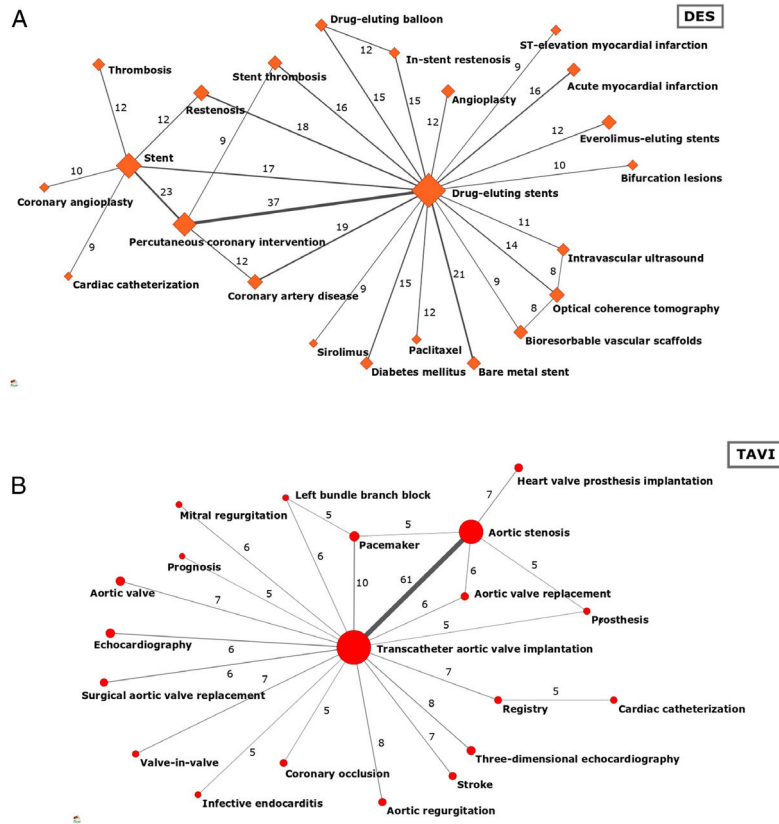 A
DES
Drug-eluting balloon
ST-elevation myocardial infarction
Thrombosis
12
In-stent restenosis
9
Stent thrombosis
Acute myocardial infarction
12
12
Restenosis
16
15
15
Angioplasty
16
Everolimus-eluting stents
9
18
12
12
Stent
10
17
10
Bifurcation lesions
Coronary angioplasty
23
37
Drug-eluting stents
9
Percutaneous coronary intervention
19
11
14
Intravascular ultrasound
12
Cardiac catheterization
Coronary artery disease
9
15
21
9
8
Optical coherence tomography
12
8
Sirolimus
Paclitaxel
Bioresorbable vascular scaffolds
Diabetes mellitus
Bare metal stent
TAVI
B
Heart valve prosthesis implantation
Left bundle branch block
7
Mitral regurgitation
5
5
Aortic stenosis
Pacemaker
6
6
Prognosis
10
61
6
5
Aortic valve
5
6
Aortic valve replacement
7
5
Prosthesis
Echocardiography
6
Transcatheter aortic valve implantation
6
7
7
5
Surgical aortic valve replacement
Registry
Cardiac catheterization
5
8
7
Valve-in-valve
5
8
Three-dimensional echocardiography
Coronary occlusion
Stroke
Infective endocarditis
Aortic regurgitation